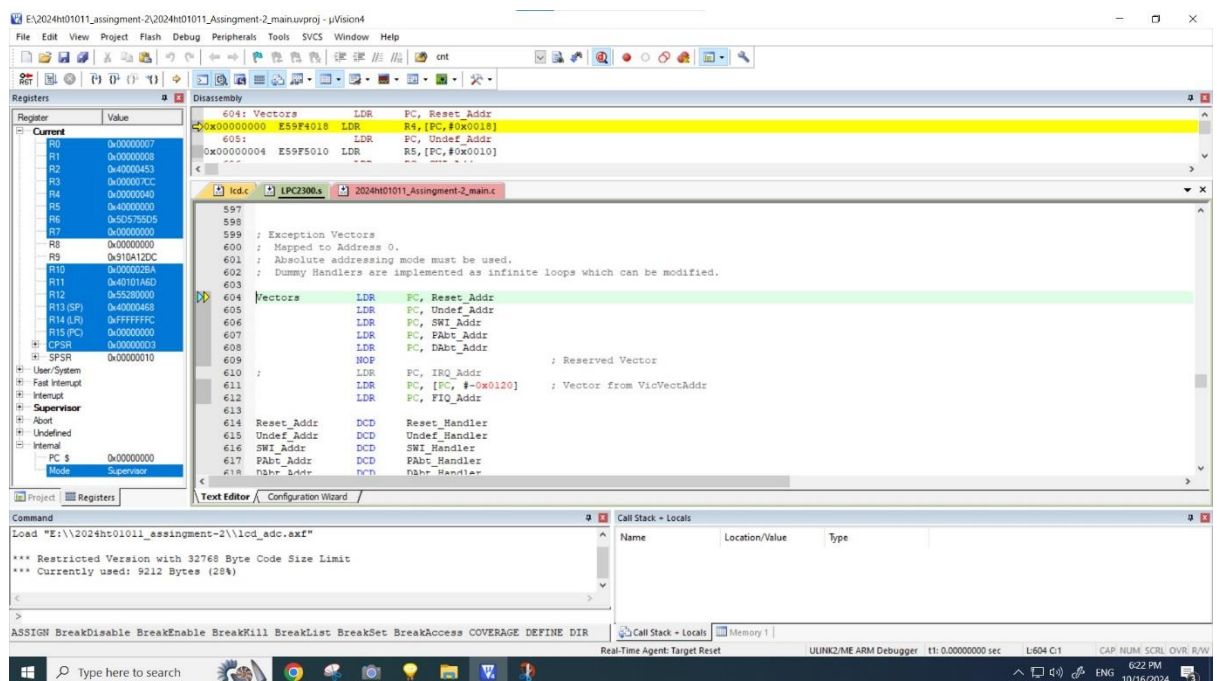 E:\2024ht01011_assingment-2\2024ht01011_Assingment-2_main.uvproj - µVision4
File Edit View Project Flash Debug Peripherals Tools SVCS Window Help
cnt
RST
Registers
Register Value
Current
R0 0x00000007
R1 0x00000008
R2 0x40000453
R3 0x000007CC
R4 0x00000040
R5 0x40000000
R6 0x5D5755D5
R7 0x00000000
R8 0x00000000
R9 0x910A12DC
R10 0x000002BA
R11 0x40101A6D
R12 0x55280000
R13 (SP) 0x40000468
R14 (LR) 0xFFFFFFFC
R15 (PC) 0x00000000
CPSR 0x000000D3
SPSR 0x00000010
User/System
Fast Interrupt
Interrupt
Supervisor
Abort
Undefined
Internal
PC $ 0x00000000
Mode Supervisor
Project Registers
Disassembly
604: Vectors LDR PC, Reset_Addr
0x00000000 E59F4018 LDR R4,[PC,#0x0018]
605: LDR PC, Undef_Addr
0x00000004 E59F5010 LDR R5,[PC,#0x0010]
lcd.c LPC2300.s 2024ht01011_Assingment-2_main.c
597
598
599 ; Exception Vectors
600 ; Mapped to Address 0.
601 ; Absolute addressing mode must be used.
602 ; Dummy Handlers are implemented as infinite loops which can be modified.
603
604 Vectors LDR PC, Reset_Addr
605 LDR PC, Undef_Addr
606 LDR PC, SWI_Addr
607 LDR PC, PAbt_Addr
608 LDR PC, DAbt_Addr
609 NOP ; Reserved Vector
610 ; LDR PC, IRQ_Addr
611 LDR PC, [PC, #-0x0120] ; Vector from VicVectAddr
612 LDR PC, FIQ_Addr
613
614 Reset_Addr DCD Reset_Handler
615 Undef_Addr DCD Undef_Handler
616 SWI_Addr DCD SWI_Handler
617 PAbt_Addr DCD PAbt_Handler
618 DAbt_Addr DCD DAbt_Handler
Text Editor Configuration Wizard
Command
Load "E:\\2024ht01011_assingment-2\\lcd_adc.axf"
*** Restricted Version with 32768 Byte Code Size Limit
*** Currently used: 9212 Bytes (28%)
>
ASSIGN BreakDisable BreakEnable BreakKill BreakList BreakSet BreakAccess COVERAGE DEFINE DIR
Call Stack + Locals
Name Location/Value Type
Call Stack + Locals Memory 1
Real-Time Agent: Target Reset ULINK2/ME ARM Debugger t1: 0.00000000 sec L:604 C:1 CAP NUM SCRL OVR R/W
Type here to search
ENG
6:22 PM
10/16/2024